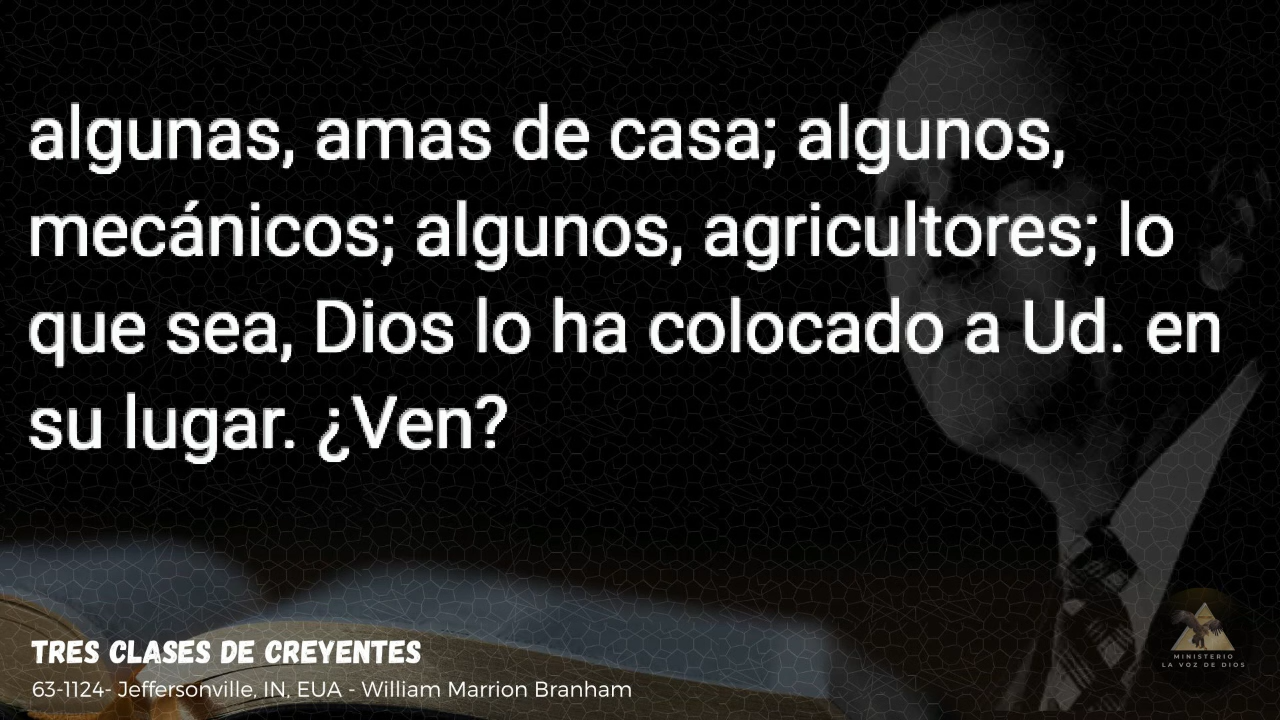 algunas, amas de casa; algunos,
mecánicos; algunos, agricultores; lo
que sea, Dios lo ha colocado a Ud. en
su lugar. ¿Ven?
TRES CLASES DE CREYENTES
63-1124- Jeffersonville, IN, EUA - William Marrion Branham
MINISTERIO
LA VOZ DE DIOS